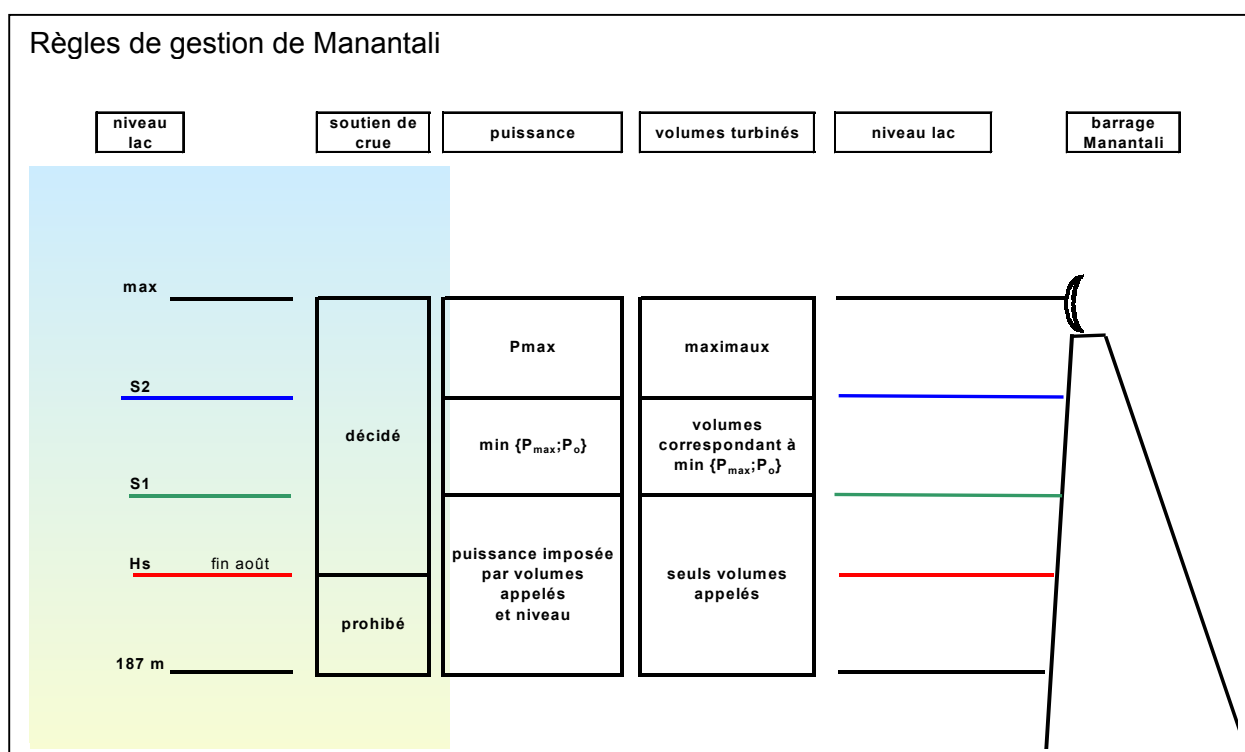 Règles de gestion de Manantali
niveau
lac
soutien de
crue
puissance
volumes turbinés
niveau lac
barrage
Manantali
max
Pmax
maximaux
S2
décidé
min {Pmax;Po}
volumes
correspondant à
min {Pmax;Po}
S1
Hs fin août
puissance imposée
par volumes
appelés
et niveau
seuls volumes
appelés
prohibé
187 m